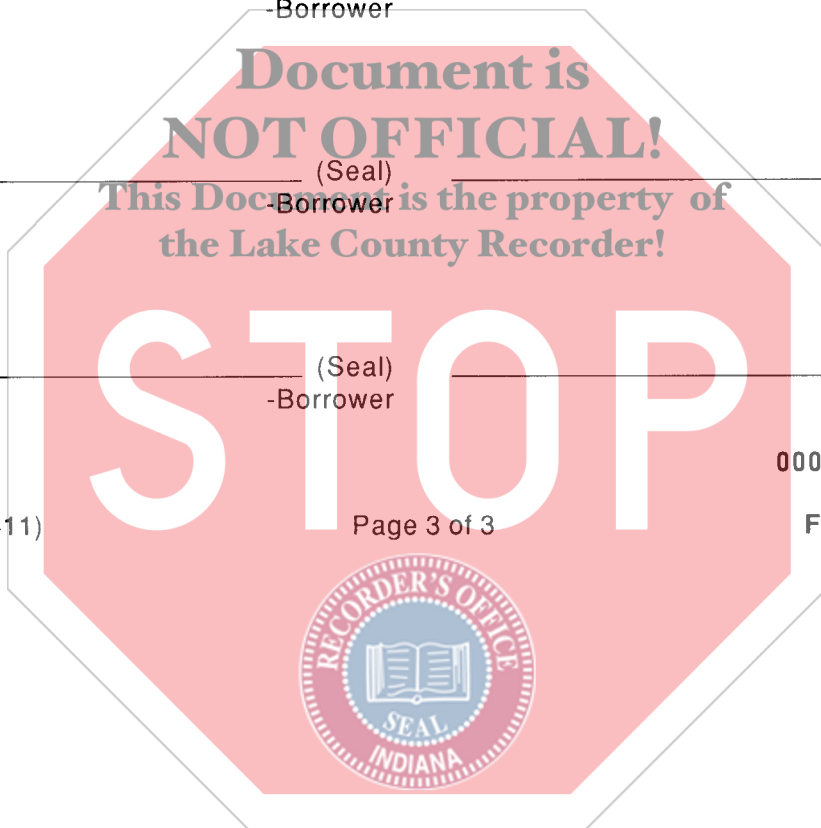 -Borrower
Document is
NOT OFFICIAL!
(Seal)
This Document is the property of
-Borrower
the Lake County Recorder!
STOP
(Seal)
-Borrower
000
11)
Page 3 of 3
F
RECORDER'S OFFICE
SEAL
INDIANA